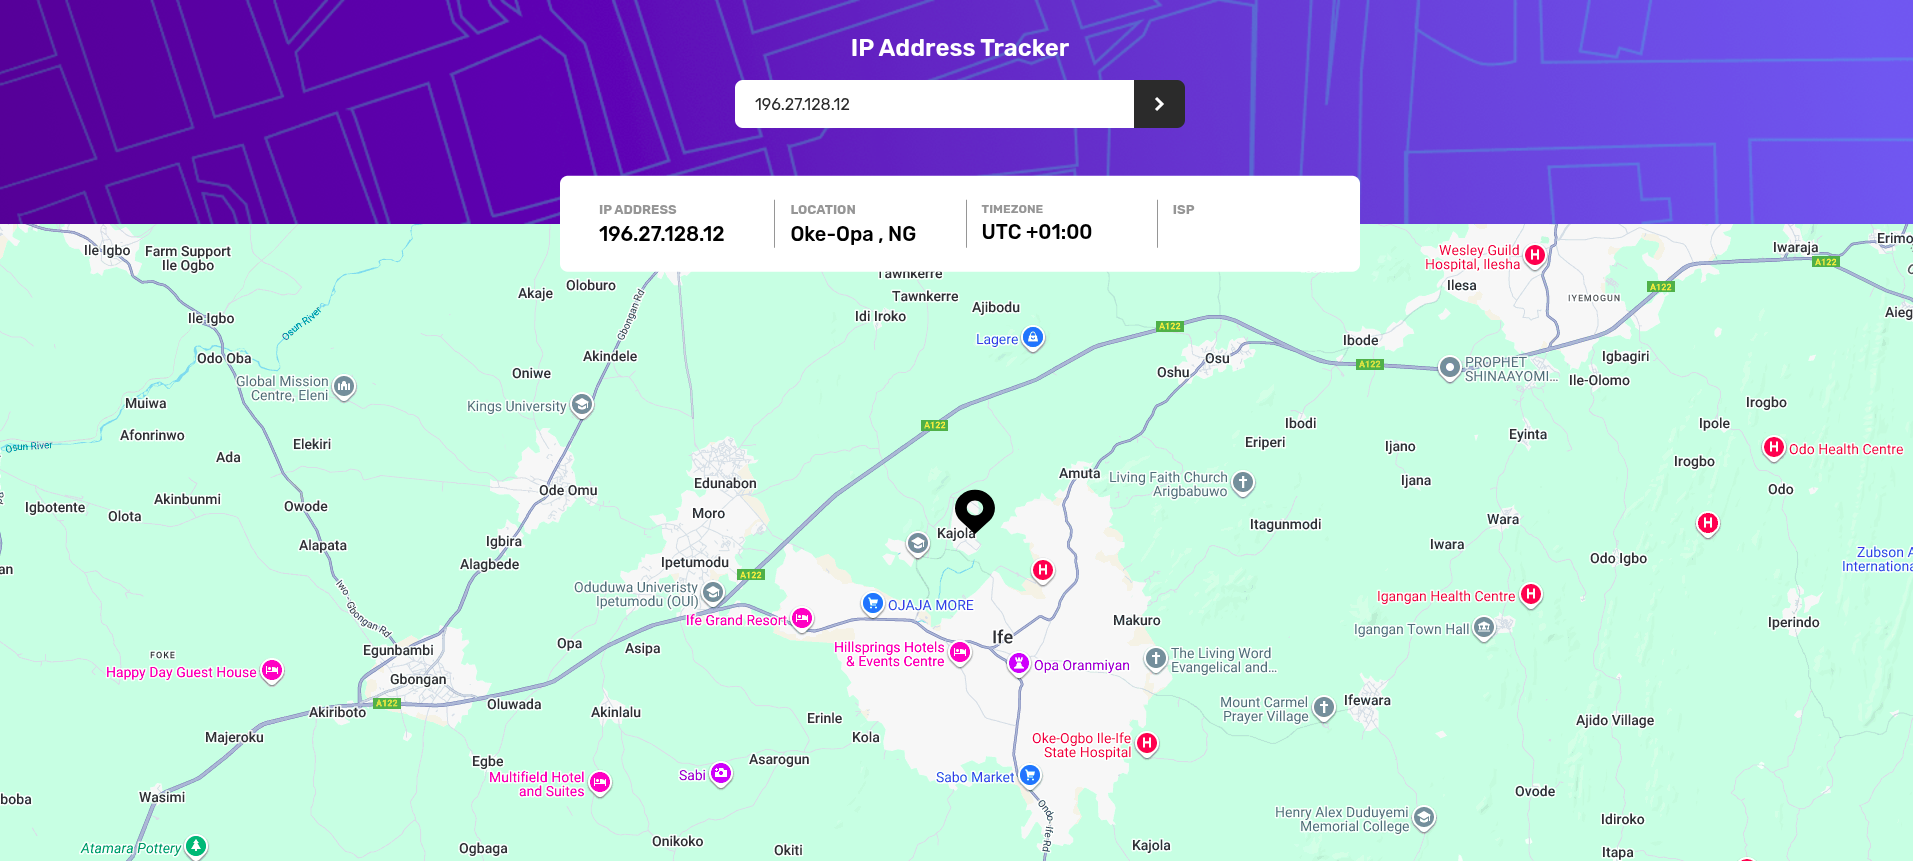 IP Address Tracker
196.27.128.12
IP ADDRESS
196.27.128.12
LOCATION
Oke-Opa , NG
TIMEZONE
UTC +01:00
ISP
Ile Igbo
Farm Support
Ile Ogbo
Akaje
Oloburo
Gbongan Rd
Tawnkerre
Tawnkerre
Idi Iroko
Ajibodu
Lagere
Wesley Guild
Hospital, Ilesha
Ilesa
IYEMOGUN
A122
Iwaraja
A122
Erimo
Aieg
Ile Igbo
Osun River
Odo Oba
Global Mission
Centre, Eleni
Akindele
Oniwe
Kings University
A122
Osu
Oshu
Ibode
A122
PROPHET
SHINAAYOMI...
Igbagiri
Ile-Olomo
Muiwa
Afonrinwo
Osun River
Elekiri
Ada
A122
Ibodi
Eriperi
Ijano
Eyinta
Irogbo
Ipole
Odo Health Centre
Irogbo
Odo
Igbotente
Akinbunmi
Olota
Owode
Ode Omu
Edunabon
Moro
Amuta
Living Faith Church
Arigbabuwo
Ijana
Itagunmodi
Wara
Iwara
Odo Igbo
Zubson A
Internationa
an
Alapata
Igbira
Alagbede
Ipetumodu
A122
Kajola
Oduduwa Univeristy
Ipetumodu (OUI)
Ife Grand Resort
OJAJA MORE
Iwo - Gbongan Rd
Igangan Health Centre
Igangan Town Hall
Iperindo
Makuro
Ife
Hillsprings Hotels
& Events Centre
Opa Oranmiyan
The Living Word
Evangelical and...
Opa
Asipa
FOKE
Happy Day Guest House
Egunbambi
Gbongan
A122
Akiriboto
Oluwada
Akinlalu
Erinle
Kola
Mount Carmel
Prayer Village
Ifewara
Ajido Village
Majeroku
Oke-Ogbo Ile-Ife
State Hospital
Egbe
Multifield Hotel
and Suites
Sabi
Asarogun
Sabo Market
Ondo-Ife Rd
boba
Wasimi
Ovode
Henry Alex Duduyemi
Memorial College
Idiroko
Atamara Pottery
Ogbaga
Onikoko
Okiti
Kajola
Itapa